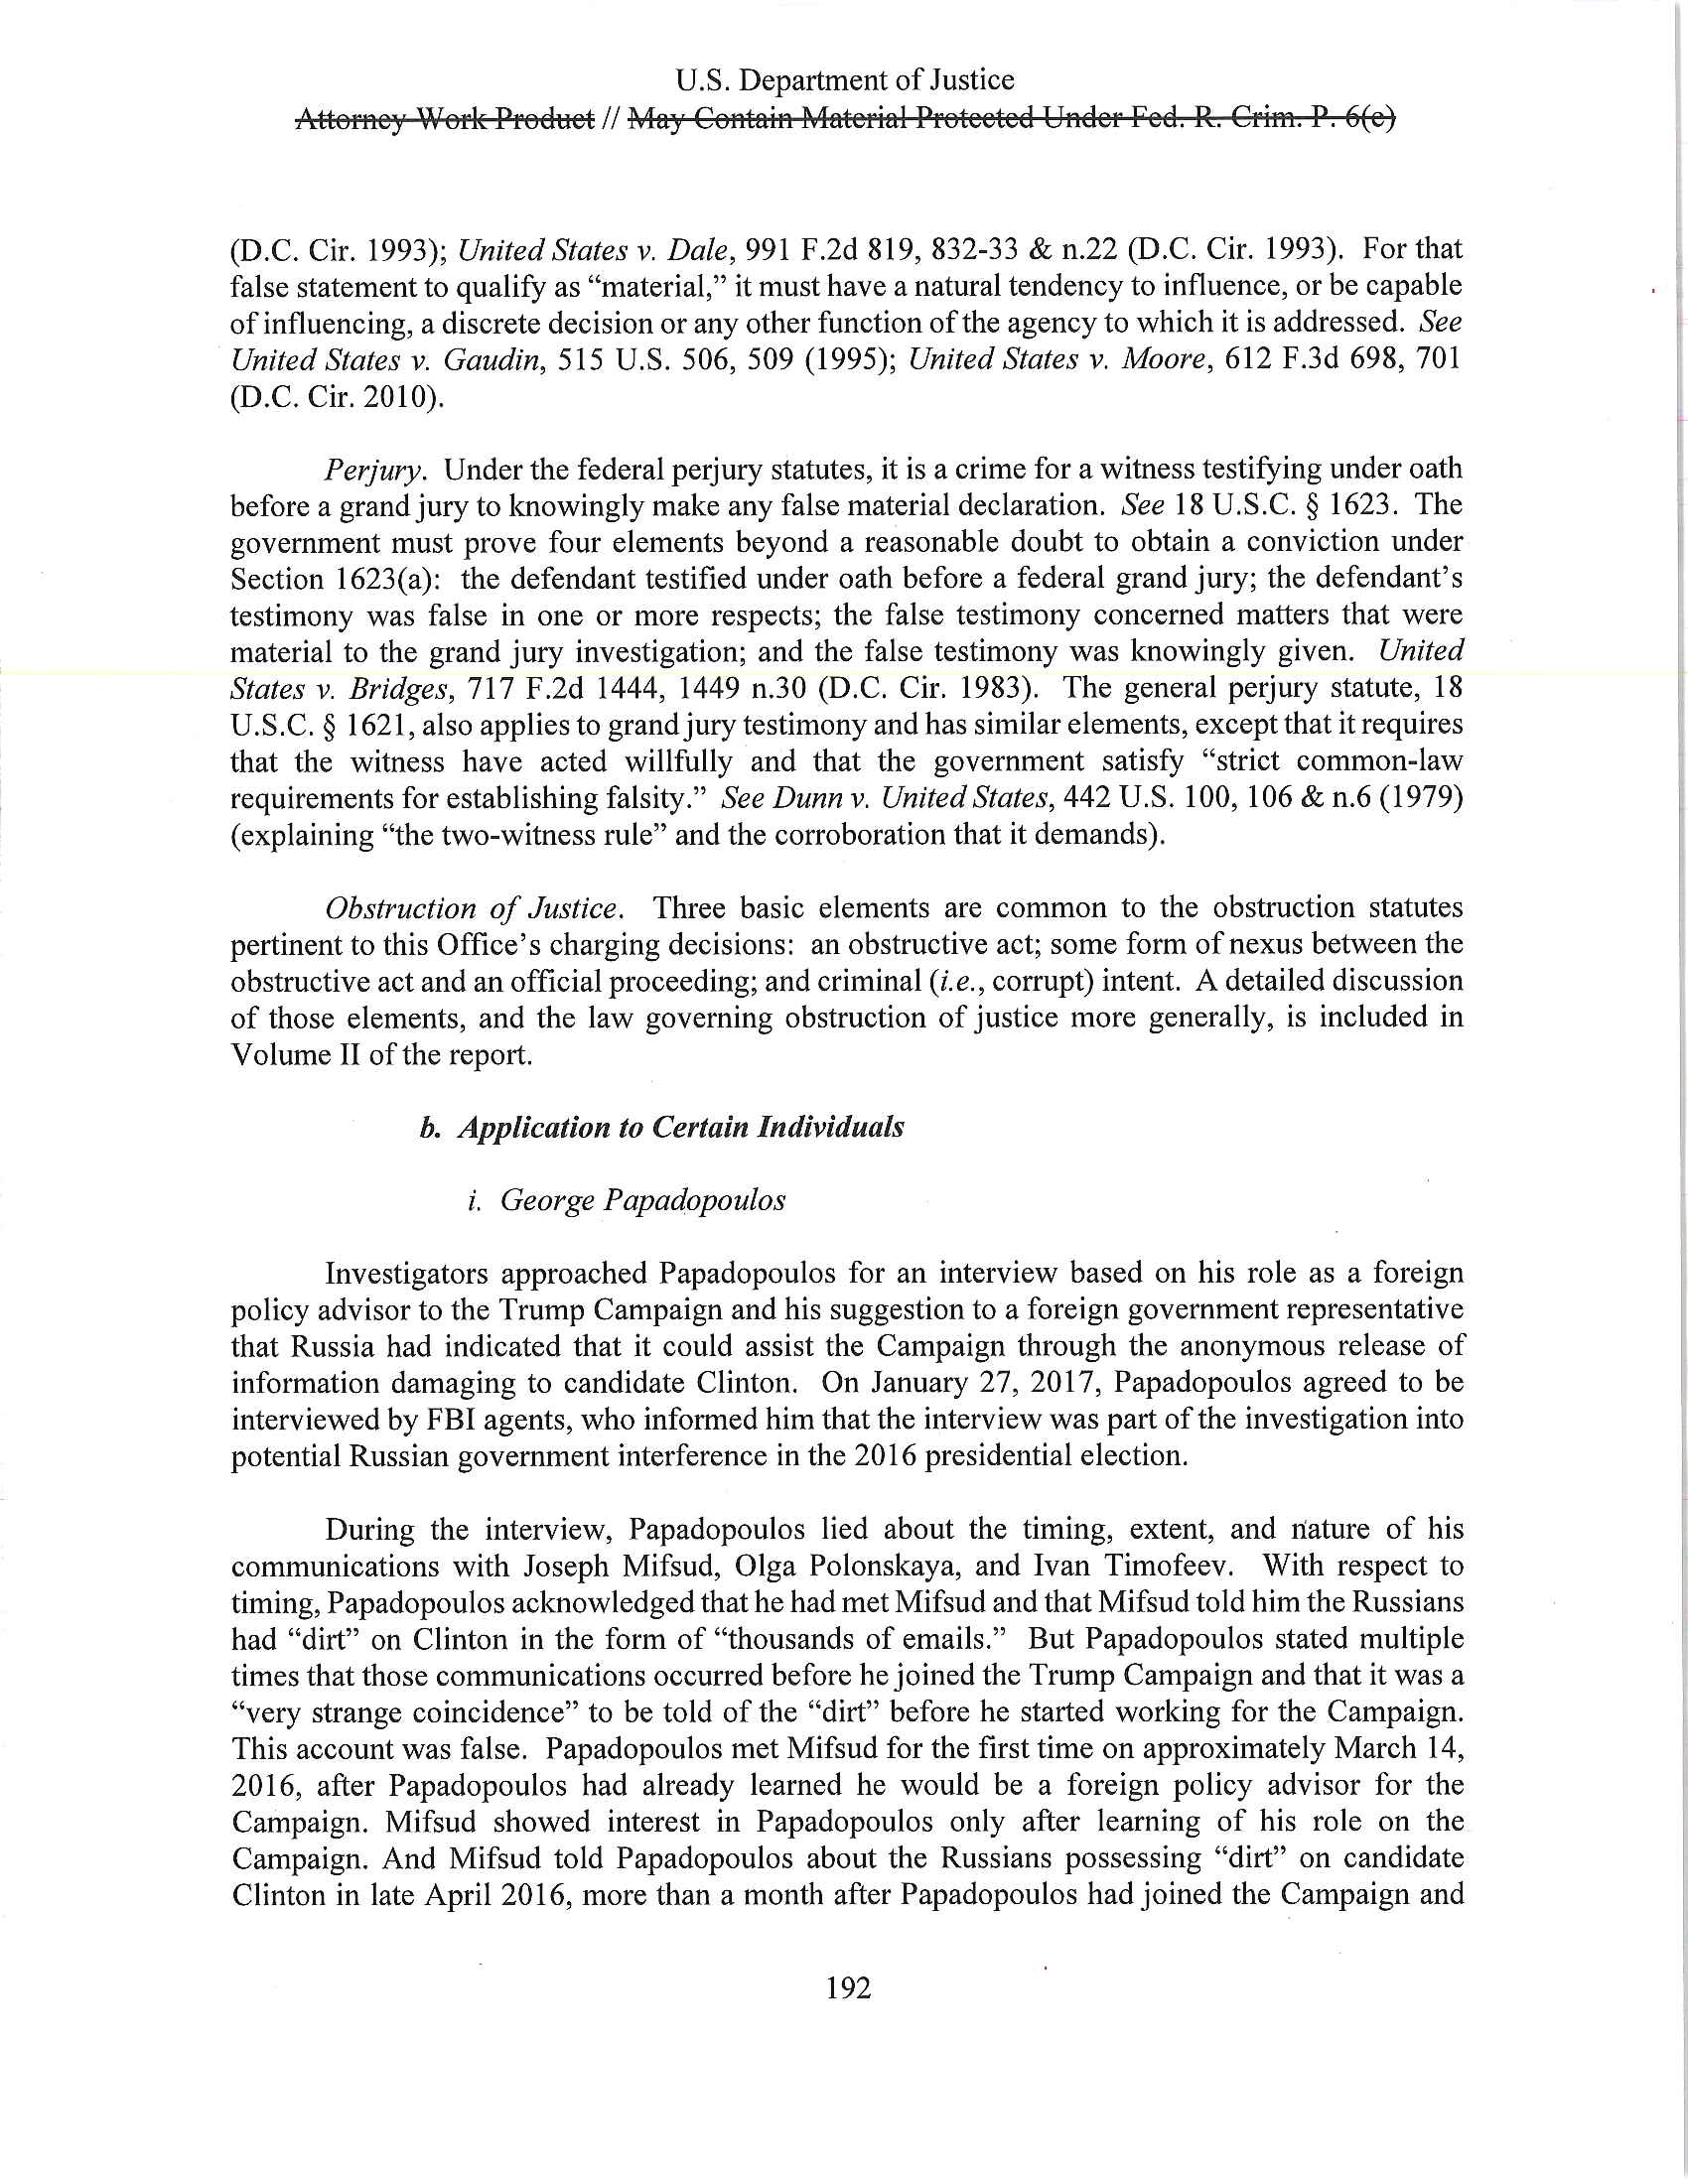 U.S. Department of Justice
Attorney Work Product // May Contain Material Protected Under Fed. R. Crim. P. 6(e)
(D.C. Cir. 1993); United States v. Dale, 991 F.2d 819, 832-33 & n.22 (D.C. Cir. 1993). For that
false statement to qualify as “material,” it must have a natural tendency to influence, or be capable
of influencing, a discrete decision or any other function of the agency to which it is addressed. See
United States v. Gaudin, 515 U.S. 506, 509 (1995); United States v. Moore, 612 F.3d 698, 701
(D.C. Cir. 2010).
Perjury. Under the federal perjury statutes, it is a crime for a witness testifying under oath
before a grand jury to knowingly make any false material declaration. See 18 U.S.C. § 1623. The
government must prove four elements beyond a reasonable doubt to obtain a conviction under
Section 1623(a): the defendant testified under oath before a federal grand jury; the defendant’s
testimony was false in one or more respects; the false testimony concerned matters that were
material to the grand jury investigation; and the false testimony was knowingly given. United
States v. Bridges, 717 F.2d 1444, 1449 n.30 (D.C. Cir. 1983). The general perjury statute, 18
U.S.C. § 1621, also applies to grand jury testimony and has similar elements, except that it requires
that the witness have acted willfully and that the government satisfy “strict common-law
requirements for establishing falsity.” See Dunn v. United States, 442 U.S. 100, 106 & n.6 (1979)
(explaining “the two-witness rule” and the corroboration that it demands).
Obstruction of Justice. Three basic elements are common to the obstruction statutes
pertinent to this Office’s charging decisions: an obstructive act; some form of nexus between the
obstructive act and an official proceeding; and criminal (i.e., corrupt) intent. A detailed discussion
of those elements, and the law governing obstruction of justice more generally, is included in
Volume II of the report.
b. Application to Certain Individuals
i. George Papadopoulos
Investigators approached Papadopoulos for an interview based on his role as a foreign
policy advisor to the Trump Campaign and his suggestion to a foreign government representative
that Russia had indicated that it could assist the Campaign through the anonymous release of
information damaging to candidate Clinton. On January 27, 2017, Papadopoulos agreed to be
interviewed by FBI agents, who informed him that the interview was part of the investigation into
potential Russian government interference in the 2016 presidential election.
During the interview, Papadopoulos lied about the timing, extent, and nature of his
communications with Joseph Mifsud, Olga Polonskaya, and Ivan Timofeev. With respect to
timing, Papadopoulos acknowledged that he had met Mifsud and that Mifsud told him the Russians
had “dirt” on Clinton in the form of “thousands of emails.” But Papadopoulos stated multiple
times that those communications occurred before he joined the Trump Campaign and that it was a
“very strange coincidence” to be told of the “dirt” before he started working for the Campaign.
This account was false. Papadopoulos met Mifsud for the first time on approximately March 14,
2016, after Papadopoulos had already learned he would be a foreign policy advisor for the
Campaign. Mifsud showed interest in Papadopoulos only after learning of his role on the
Campaign. And Mifsud told Papadopoulos about the Russians possessing “dirt” on candidate
Clinton in late April 2016, more than a month after Papadopoulos had joined the Campaign and
192